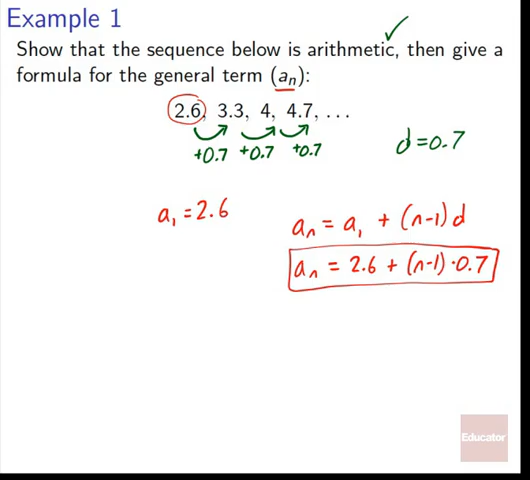 Example 1
Show that the sequence below is arithmetic, then give a
formula for the general term (aₙ):
2.6, 3.3, 4, 4.7, . . .
+0.7 +0.7 +0.7
d=0.7
a₁ = 2.6
aₙ = a₁ + (n-1)d
aₙ = 2.6 + (n-1)·0.7
Educator